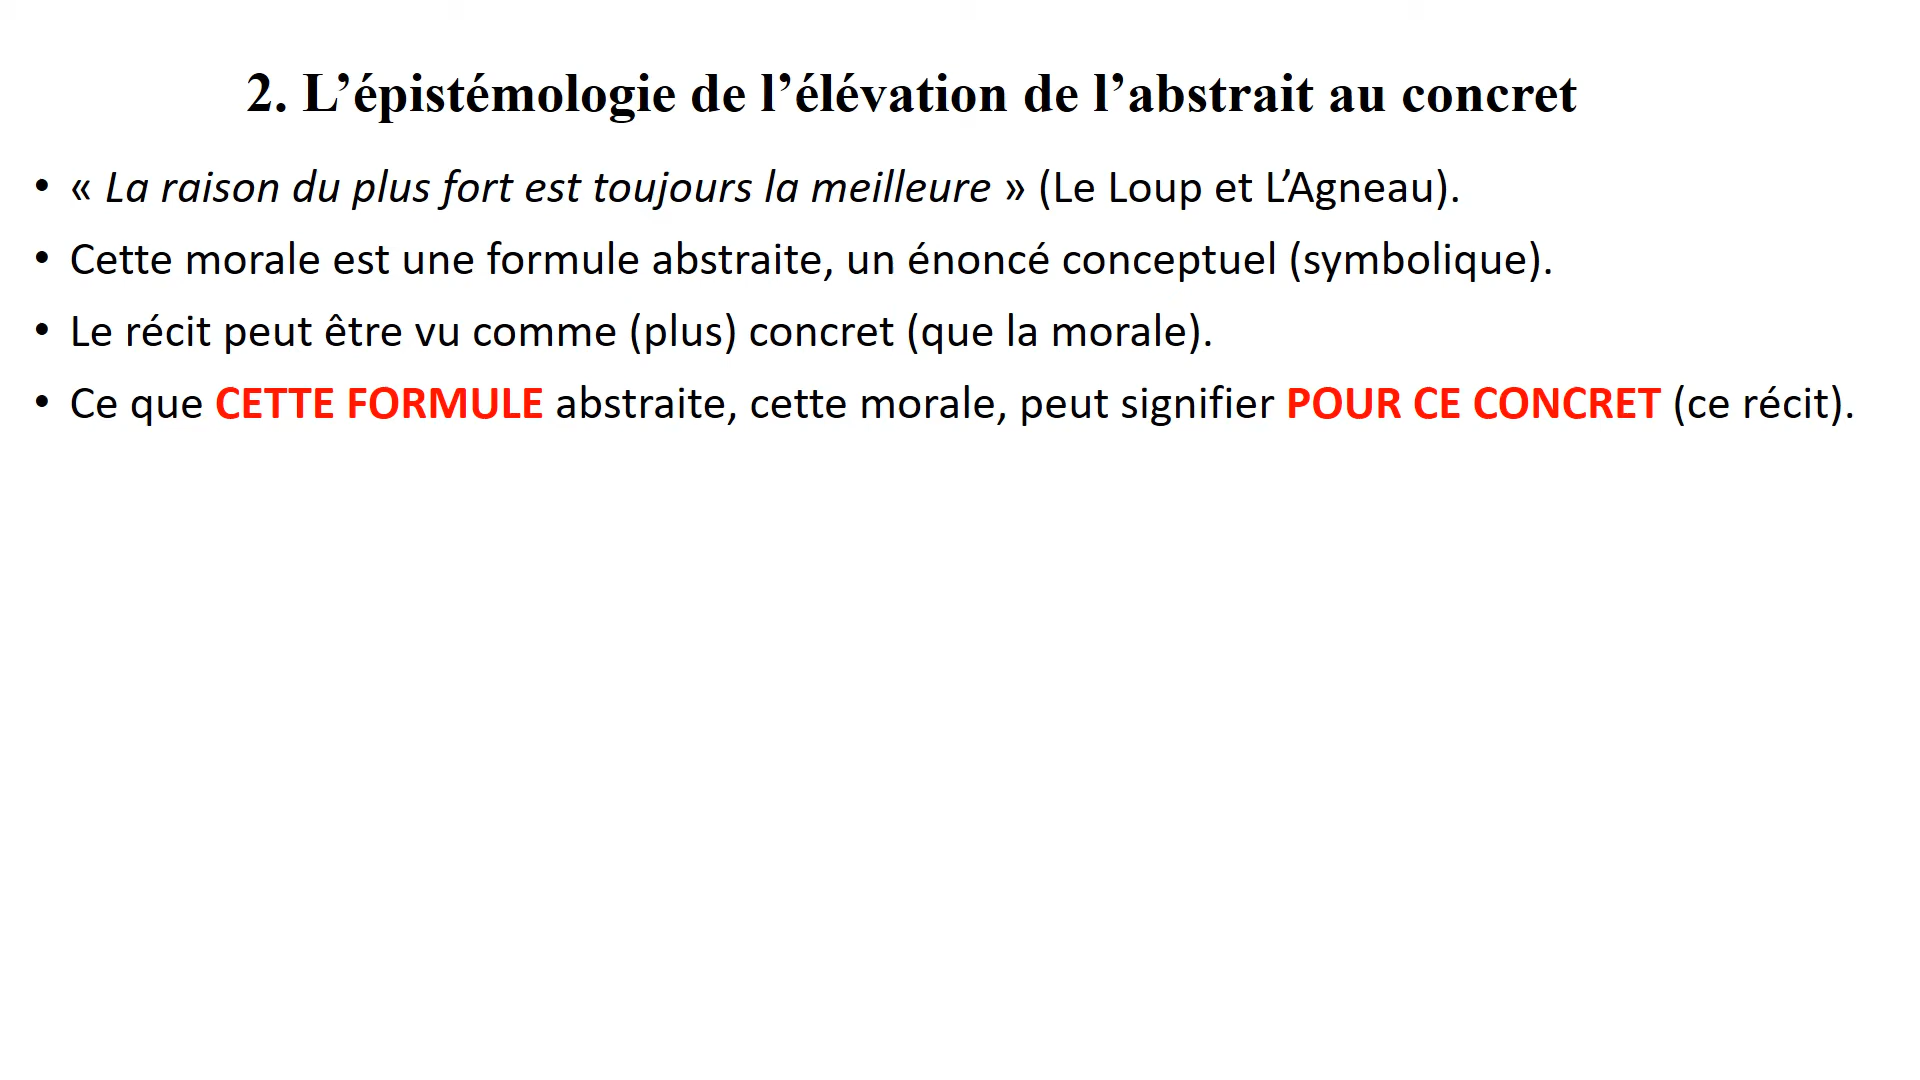 2. L’épistémologie de l’élévation de l’abstrait au concret
• « La raison du plus fort est toujours la meilleure » (Le Loup et L’Agneau).
• Cette morale est une formule abstraite, un énoncé conceptuel (symbolique).
• Le récit peut être vu comme (plus) concret (que la morale).
• Ce que CETTE FORMULE abstraite, cette morale, peut signifier POUR CE CONCRET (ce récit).